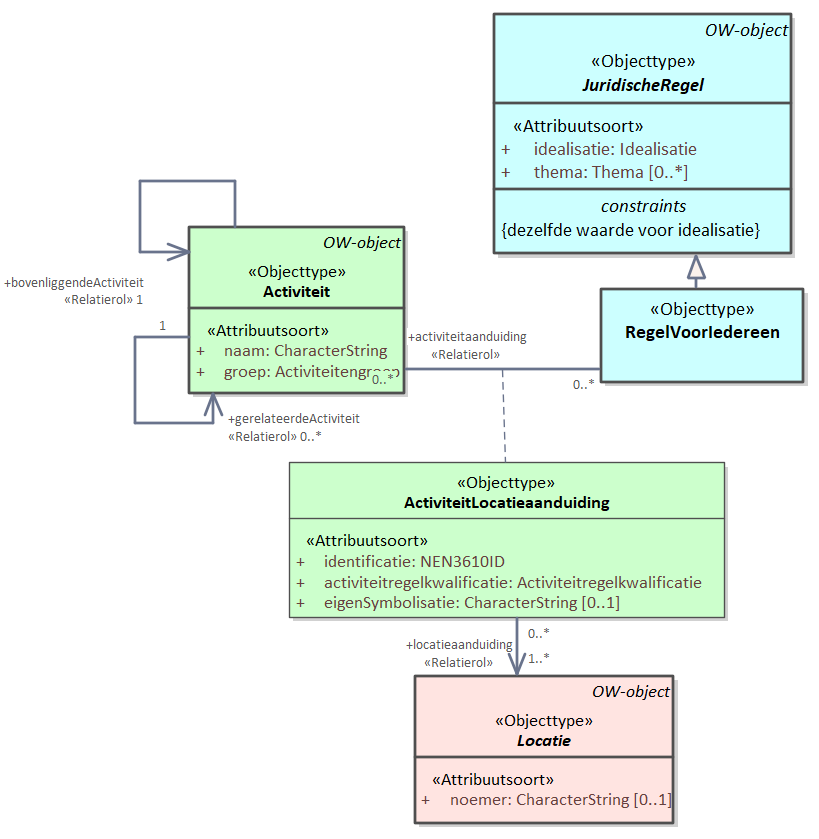 OW-object
«Objecttype»
JuridischeRegel
«Attribuutsoort»
+ idealisatie: Idealisatie
+ thema: Thema [0..*]
constraints
{dezelfde waarde voor idealisatie}
OW-object
«Objecttype»
Activiteit
«Attribuutsoort»
+ naam: CharacterString
+ groep: Activiteitengroep
+bovenliggendeActiviteit
«Relatierol» 1
1
+gerelateerdeActiviteit
«Relatierol» 0..*
«Objecttype»
RegelVoorIedereen
+activiteitaanduiding
«Relatierol»
0..*
0..*
«Objecttype»
ActiviteitLocatieaanduiding
«Attribuutsoort»
+ identificatie: NEN3610ID
+ activiteitregelkwalificatie: Activiteitregelkwalificatie
+ eigenSymbolisatie: CharacterString [0..1]
0..*
+locatieaanduiding
«Relatierol»
1..*
OW-object
«Objecttype»
Locatie
«Attribuutsoort»
+ noemer: CharacterString [0..1]